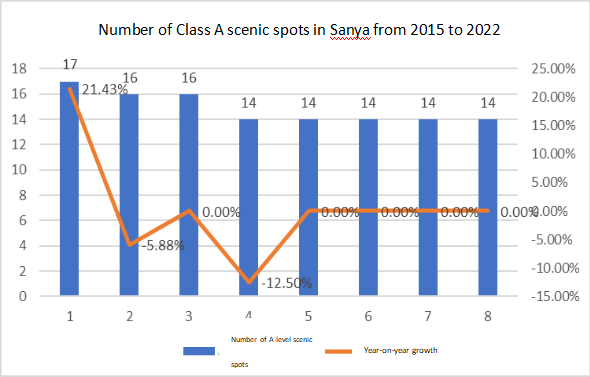 Number of Class A scenic spots in Sanya from 2015 to 2022
17 16 16 14 14 14 14 14
18 25.00%
16 20.00%
14 15.00%
12 10.00%
10 5.00%
8 0.00%
6 -5.00%
4 -10.00%
2 -15.00%
0
21.43% -5.88% 0.00% -12.50% 0.00% 0.00% 0.00% 0.00%
1 2 3 4 5 6 7 8
Number of A level scenic
spots
Year-on-year growth